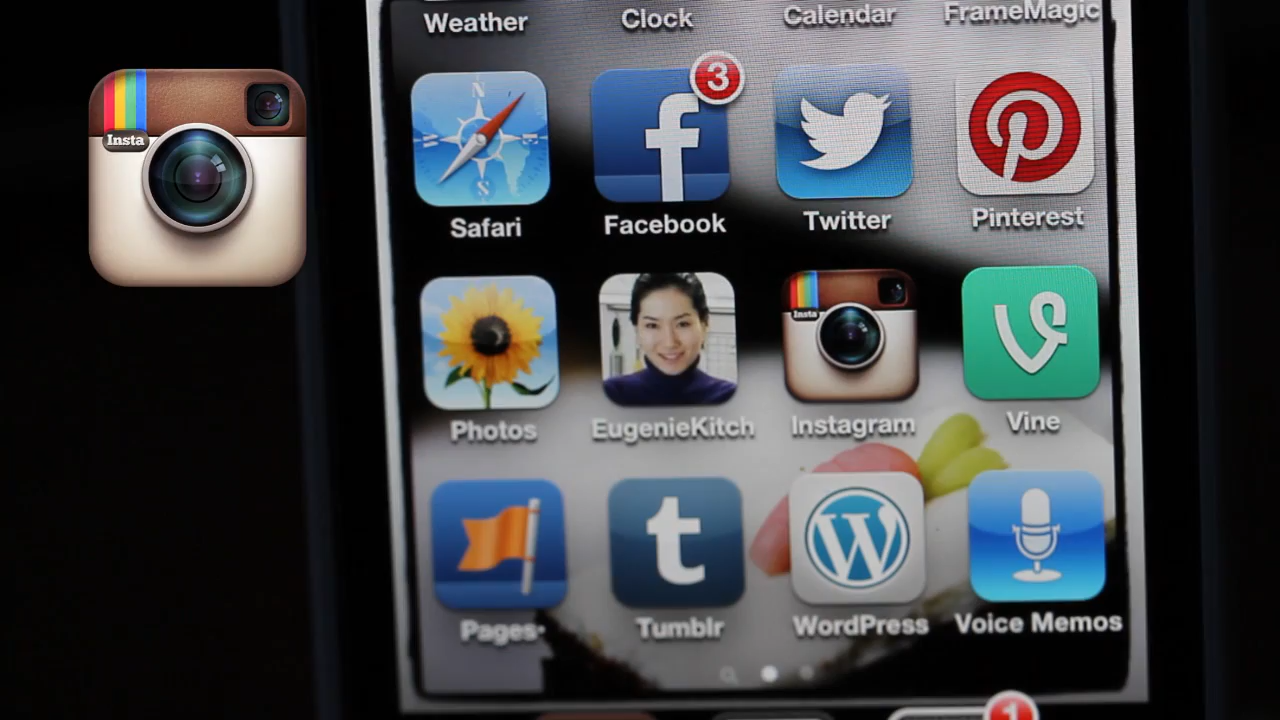 Weather Clock Calendar FrameMagic
3
N
S
Insta
Safari Facebook Twitter Pinterest
Insta
Photos EugenieKitch Instagram Vine
Pages Tumblr WordPress Voice Memos
1